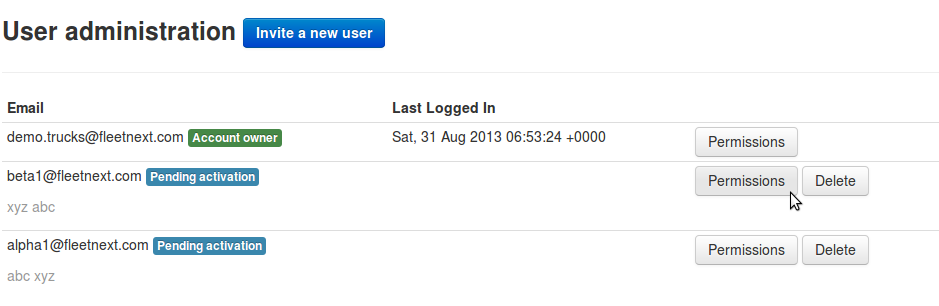 User administration Invite a new user
Email Last Logged In
demo.trucks@fleetnext.com Account owner Sat, 31 Aug 2013 06:53:24 +0000 Permissions
beta1@fleetnext.com Pending activation Permissions Delete
xyz abc
alpha1@fleetnext.com Pending activation Permissions Delete
abc xyz